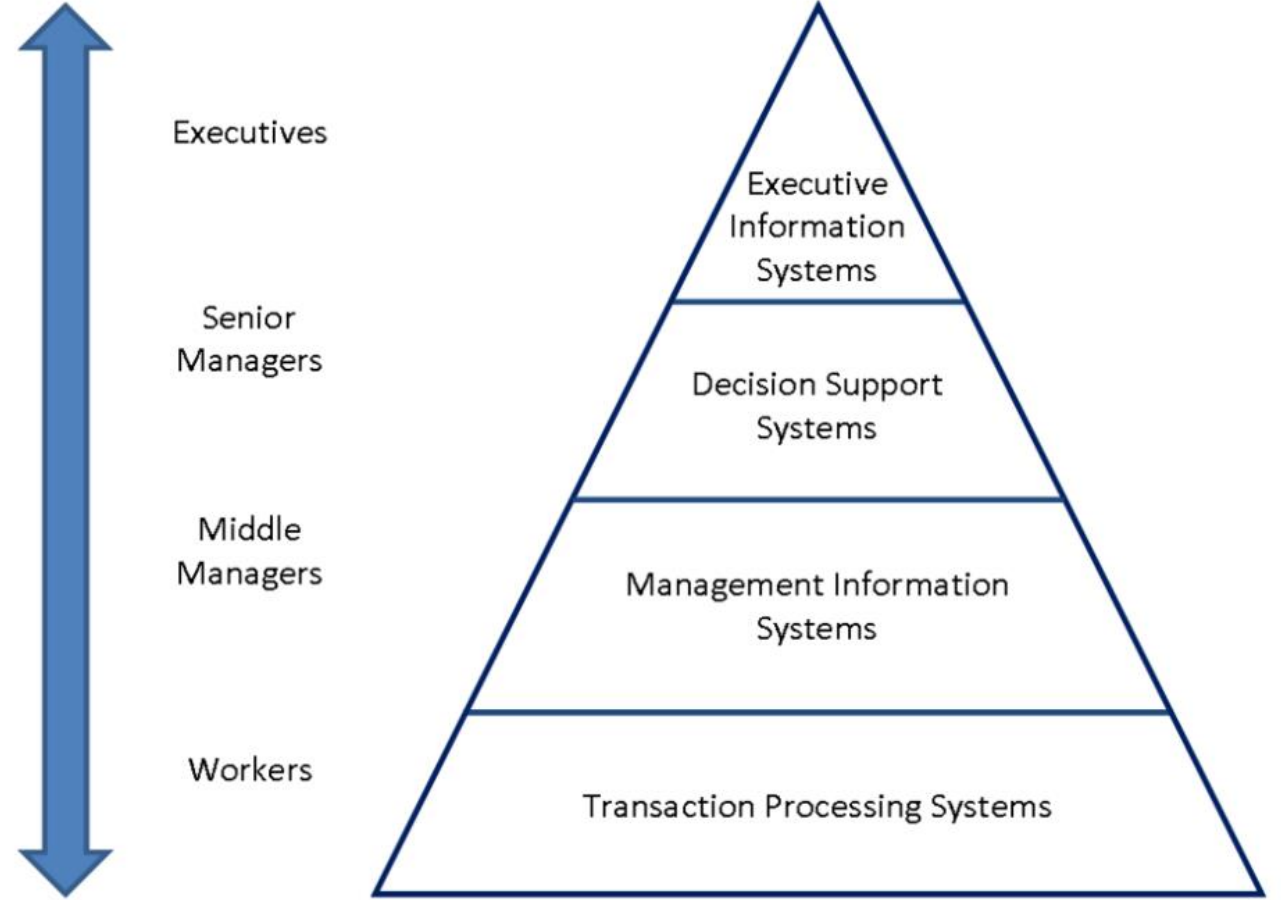 Executives
Executive
Information
Systems
Senior
Managers
Decision Support
Systems
Middle
Managers
Management Information
Systems
Workers
Transaction Processing Systems